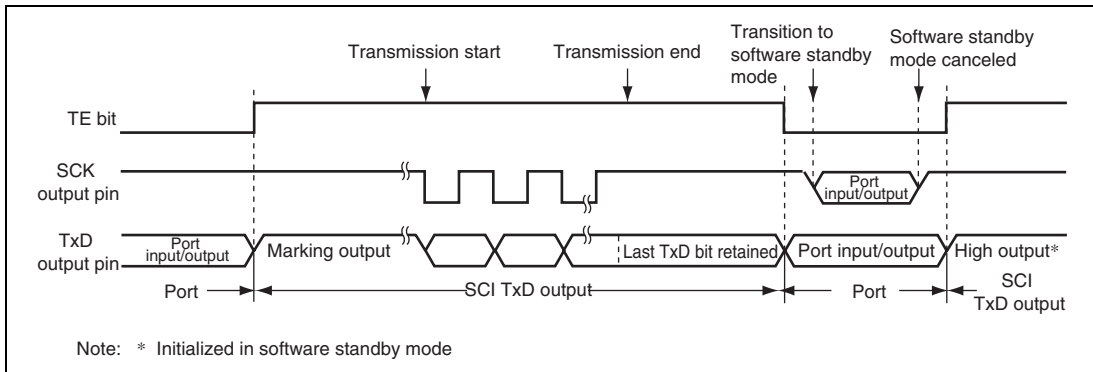 Transmission start
Transmission end
Transition to
software standby
mode
Software standby
mode canceled
TE bit
SCK
output pin
Port
input/output
TxD
output pin
Port
input/output
Marking output
Last TxD bit retained
Port input/output
High output*
Port
SCI TxD output
Port
SCI
TxD output
Note: * Initialized in software standby mode